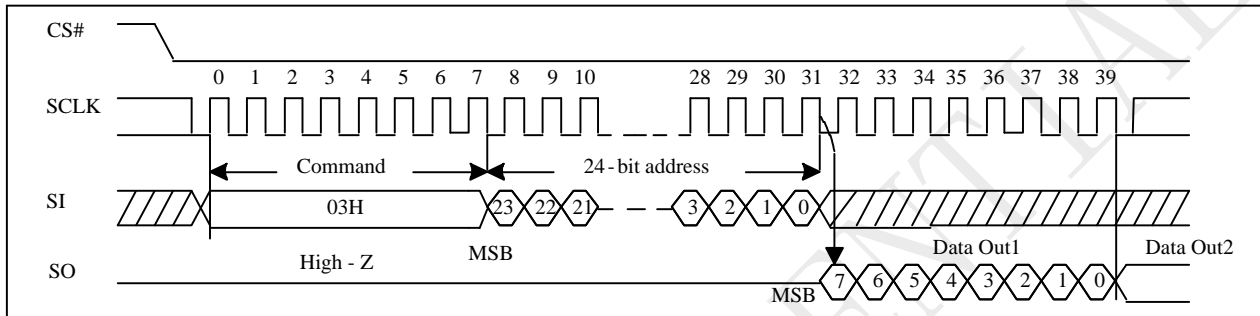 CS#
0 1 2 3 4 5 6 7 8 9 10 28 29 30 31 32 33 34 35 36 37 38 39
SCLK
Command 24-bit address
SI 03H 23 22 21 3 2 1 0
MSB Data Out1 Data Out2
High - Z
SO MSB 7 6 5 4 3 2 1 0